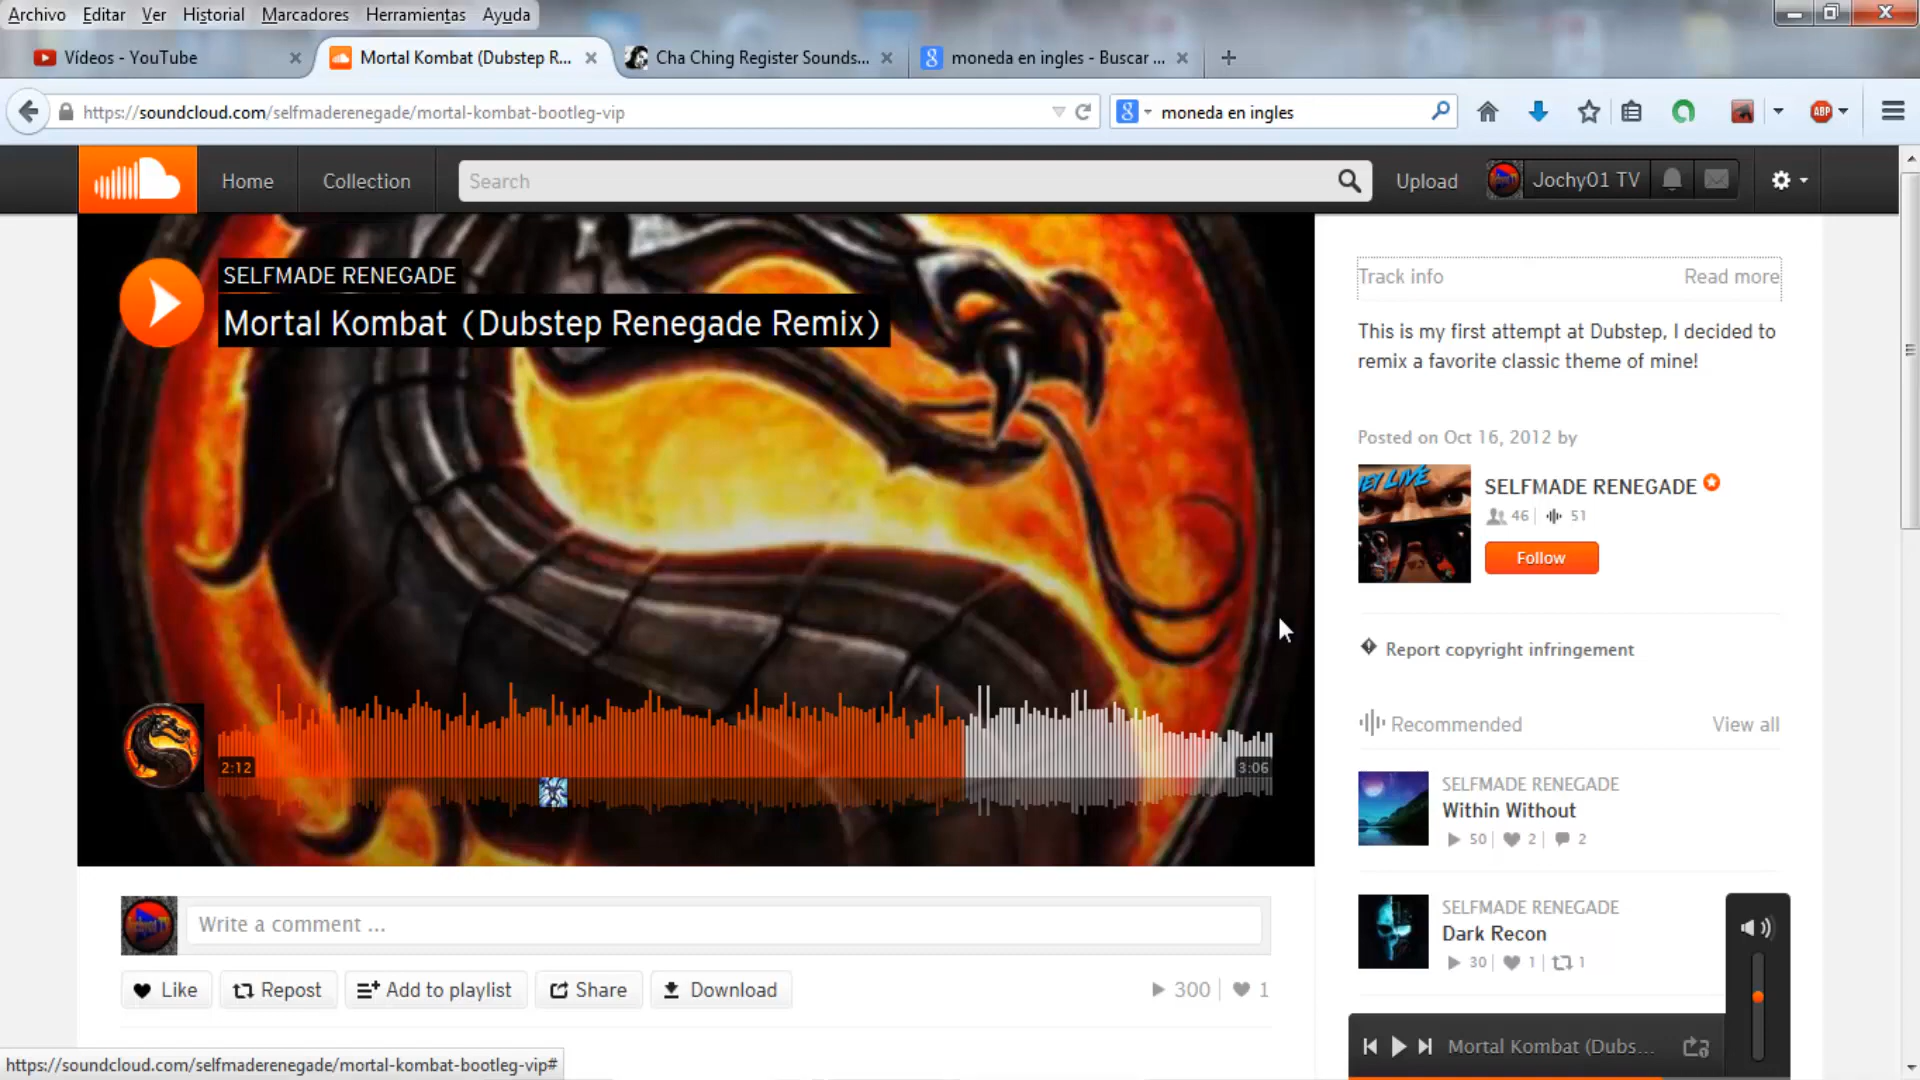 Archivo Editar Ver Historial Marcadores Herramientas Ayuda
Vídeos - YouTube
Mortal Kombat (Dubstep R...
Cha Ching Register Sounds...
moneda en ingles - Buscar ...
https://soundcloud.com/selfmaderenegade/mortal-kombat-bootleg-vip
moneda en ingles
ABP
Home
Collection
Search
Upload
Jochy01 TV
SELFMADE RENEGADE
Mortal Kombat (Dubstep Renegade Remix)
2:12
3:06
Write a comment ...
Like
Repost
Add to playlist
Share
Download
300
1
Track info
Read more
This is my first attempt at Dubstep, I decided to
remix a favorite classic theme of mine!
Posted on Oct 16, 2012 by
SELFMADE RENEGADE
46
51
Follow
Report copyright infringement
Recommended
View all
SELFMADE RENEGADE
Within Without
50
2
2
SELFMADE RENEGADE
Dark Recon
30
1
1
Mortal Kombat (Dubs...
https://soundcloud.com/selfmaderenegade/mortal-kombat-bootleg-vip#